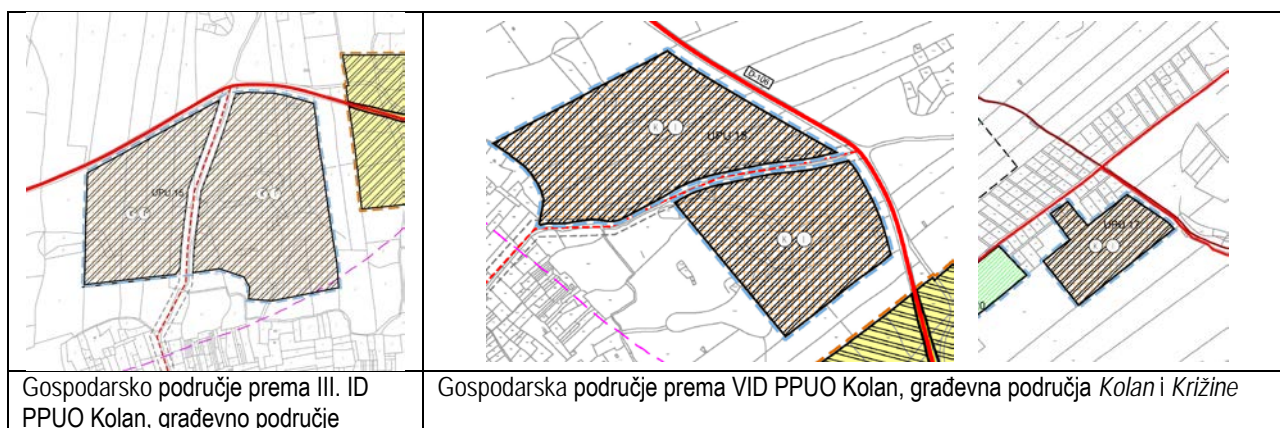 UPU 15
D-106
UPU 15
K I
K I
UPU 17
K I
Gospodarsko područje prema III. ID
PPUO Kolan, građevno područje
Gospodarska područje prema VID PPUO Kolan, građevna područja Kolan i Križine